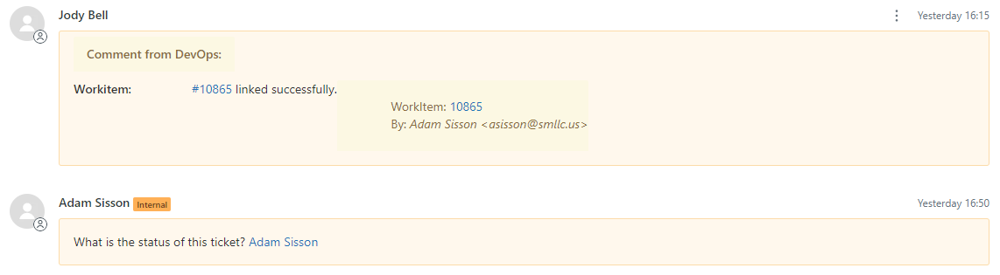 Jody Bell Yesterday 16:15
Comment from DevOps:
Workitem: #10865 linked successfully.
WorkItem: 10865
By: Adam Sisson <asisson@smllc.us>
Adam Sisson Internal Yesterday 16:50
What is the status of this ticket? Adam Sisson